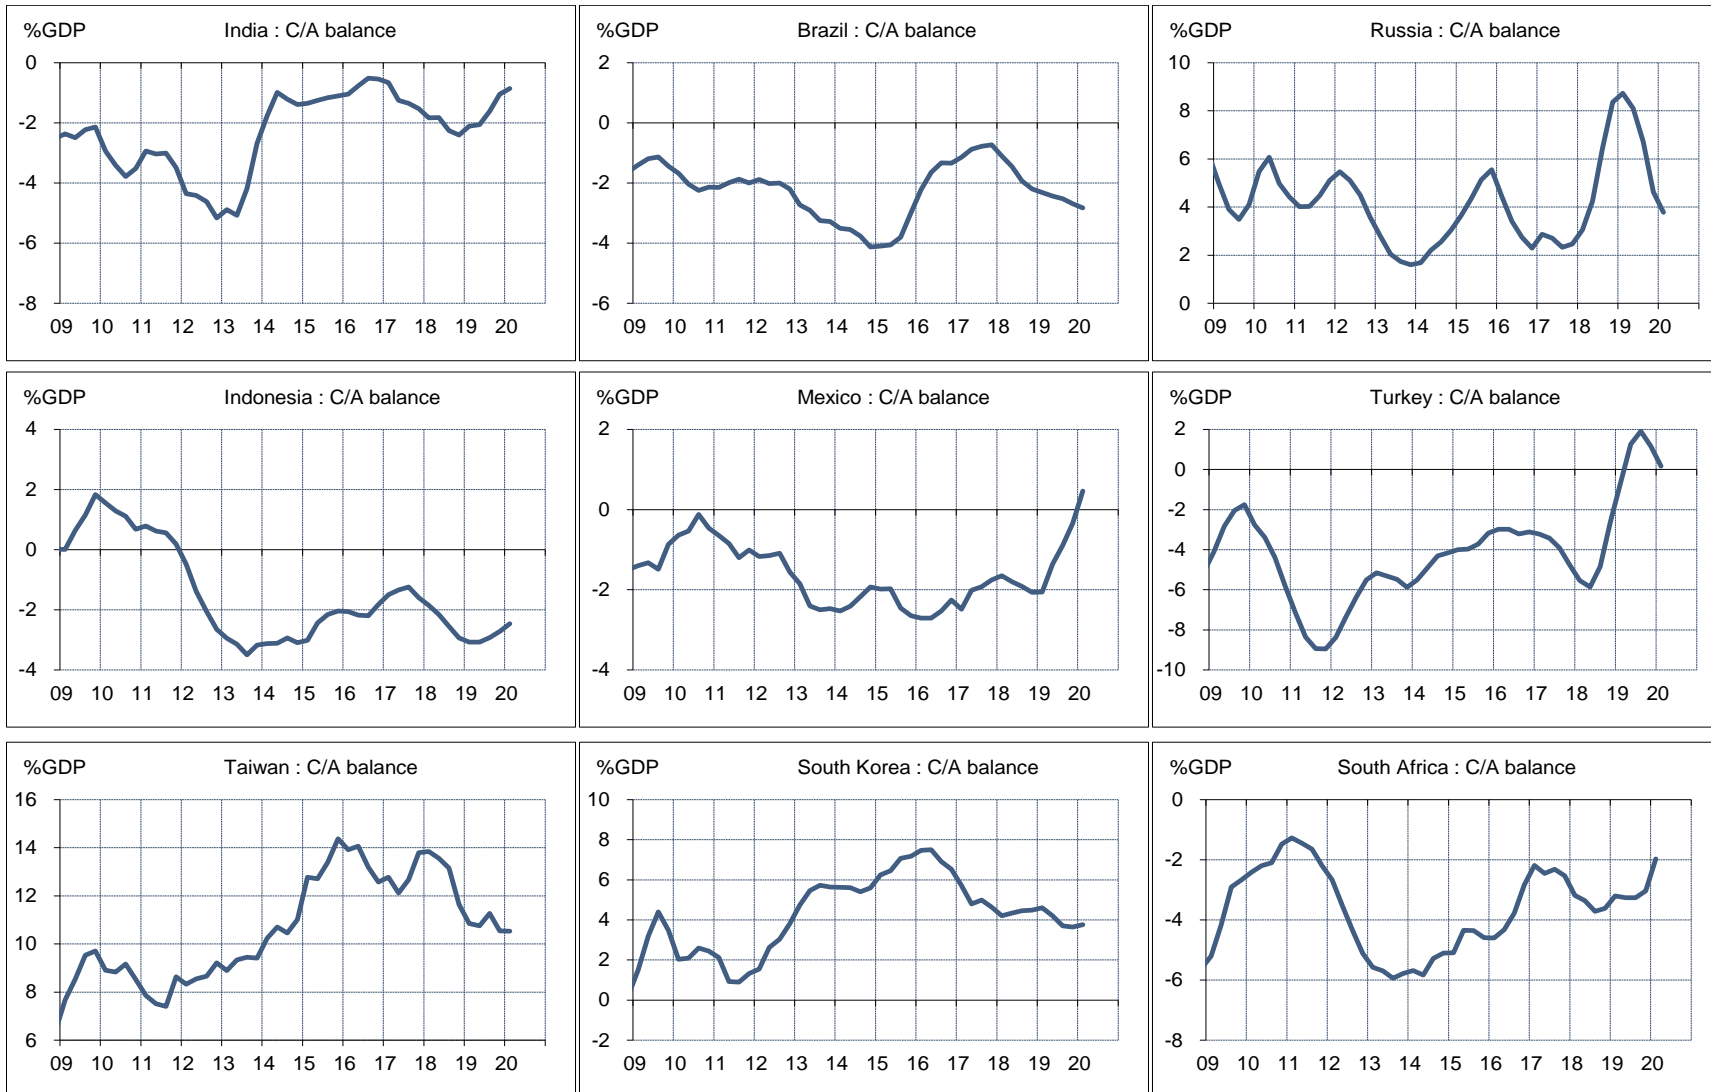 %GDP India : C/A balance
0
-2
-4
-6
-8
09 10 11 12 13 14 15 16 17 18 19 20
%GDP Brazil : C/A balance
2
0
-2
-4
-6
09 10 11 12 13 14 15 16 17 18 19 20
%GDP Russia : C/A balance
10
8
6
4
2
0
09 10 11 12 13 14 15 16 17 18 19 20
%GDP Indonesia : C/A balance
4
2
0
-2
-4
09 10 11 12 13 14 15 16 17 18 19 20
%GDP Mexico : C/A balance
2
0
-2
-4
09 10 11 12 13 14 15 16 17 18 19 20
%GDP Turkey : C/A balance
2
0
-2
-4
-6
-8
-10
09 10 11 12 13 14 15 16 17 18 19 20
%GDP Taiwan : C/A balance
16
14
12
10
8
6
09 10 11 12 13 14 15 16 17 18 19 20
%GDP South Korea : C/A balance
10
8
6
4
2
0
-2
09 10 11 12 13 14 15 16 17 18 19 20
%GDP South Africa : C/A balance
0
-2
-4
-6
-8
09 10 11 12 13 14 15 16 17 18 19 20